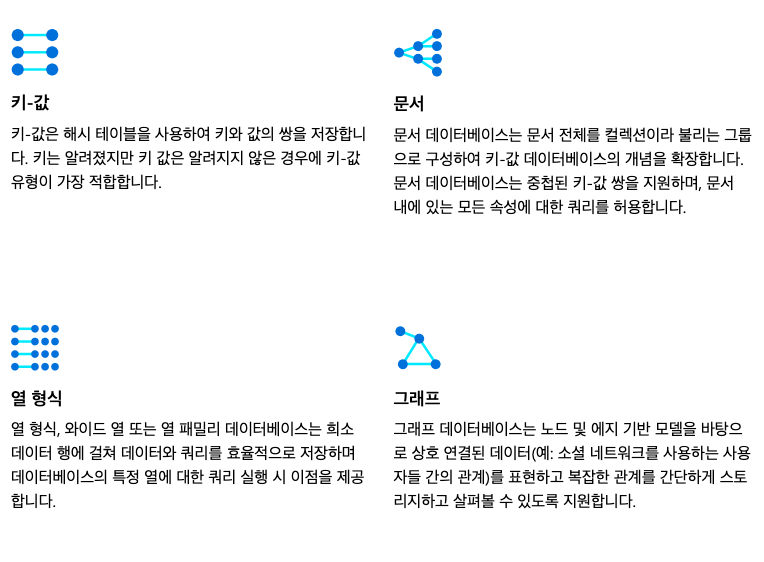 키-값
키-값은 해시 테이블을 사용하여 키와 값의 쌍을 저장합니
다. 키는 알려졌지만 키 값은 알려지지 않은 경우에 키-값
유형이 가장 적합합니다.
문서
문서 데이터베이스는 문서 전체를 컬렉션이라 불리는 그룹
으로 구성하여 키-값 데이터베이스의 개념을 확장합니다.
문서 데이터베이스는 중첩된 키-값 쌍을 지원하며, 문서
내에 있는 모든 속성에 대한 쿼리를 허용합니다.
열 형식
열 형식, 와이드 열 또는 열 패밀리 데이터베이스는 희소
데이터 행에 걸쳐 데이터와 쿼리를 효율적으로 저장하며
데이터베이스의 특정 열에 대한 쿼리 실행 시 이점을 제공
합니다.
그래프
그래프 데이터베이스는 노드 및 에지 기반 모델을 바탕으
로 상호 연결된 데이터(예: 소셜 네트워크를 사용하는 사용
자들 간의 관계)를 표현하고 복잡한 관계를 간단하게 스토
리지하고 살펴볼 수 있도록 지원합니다.